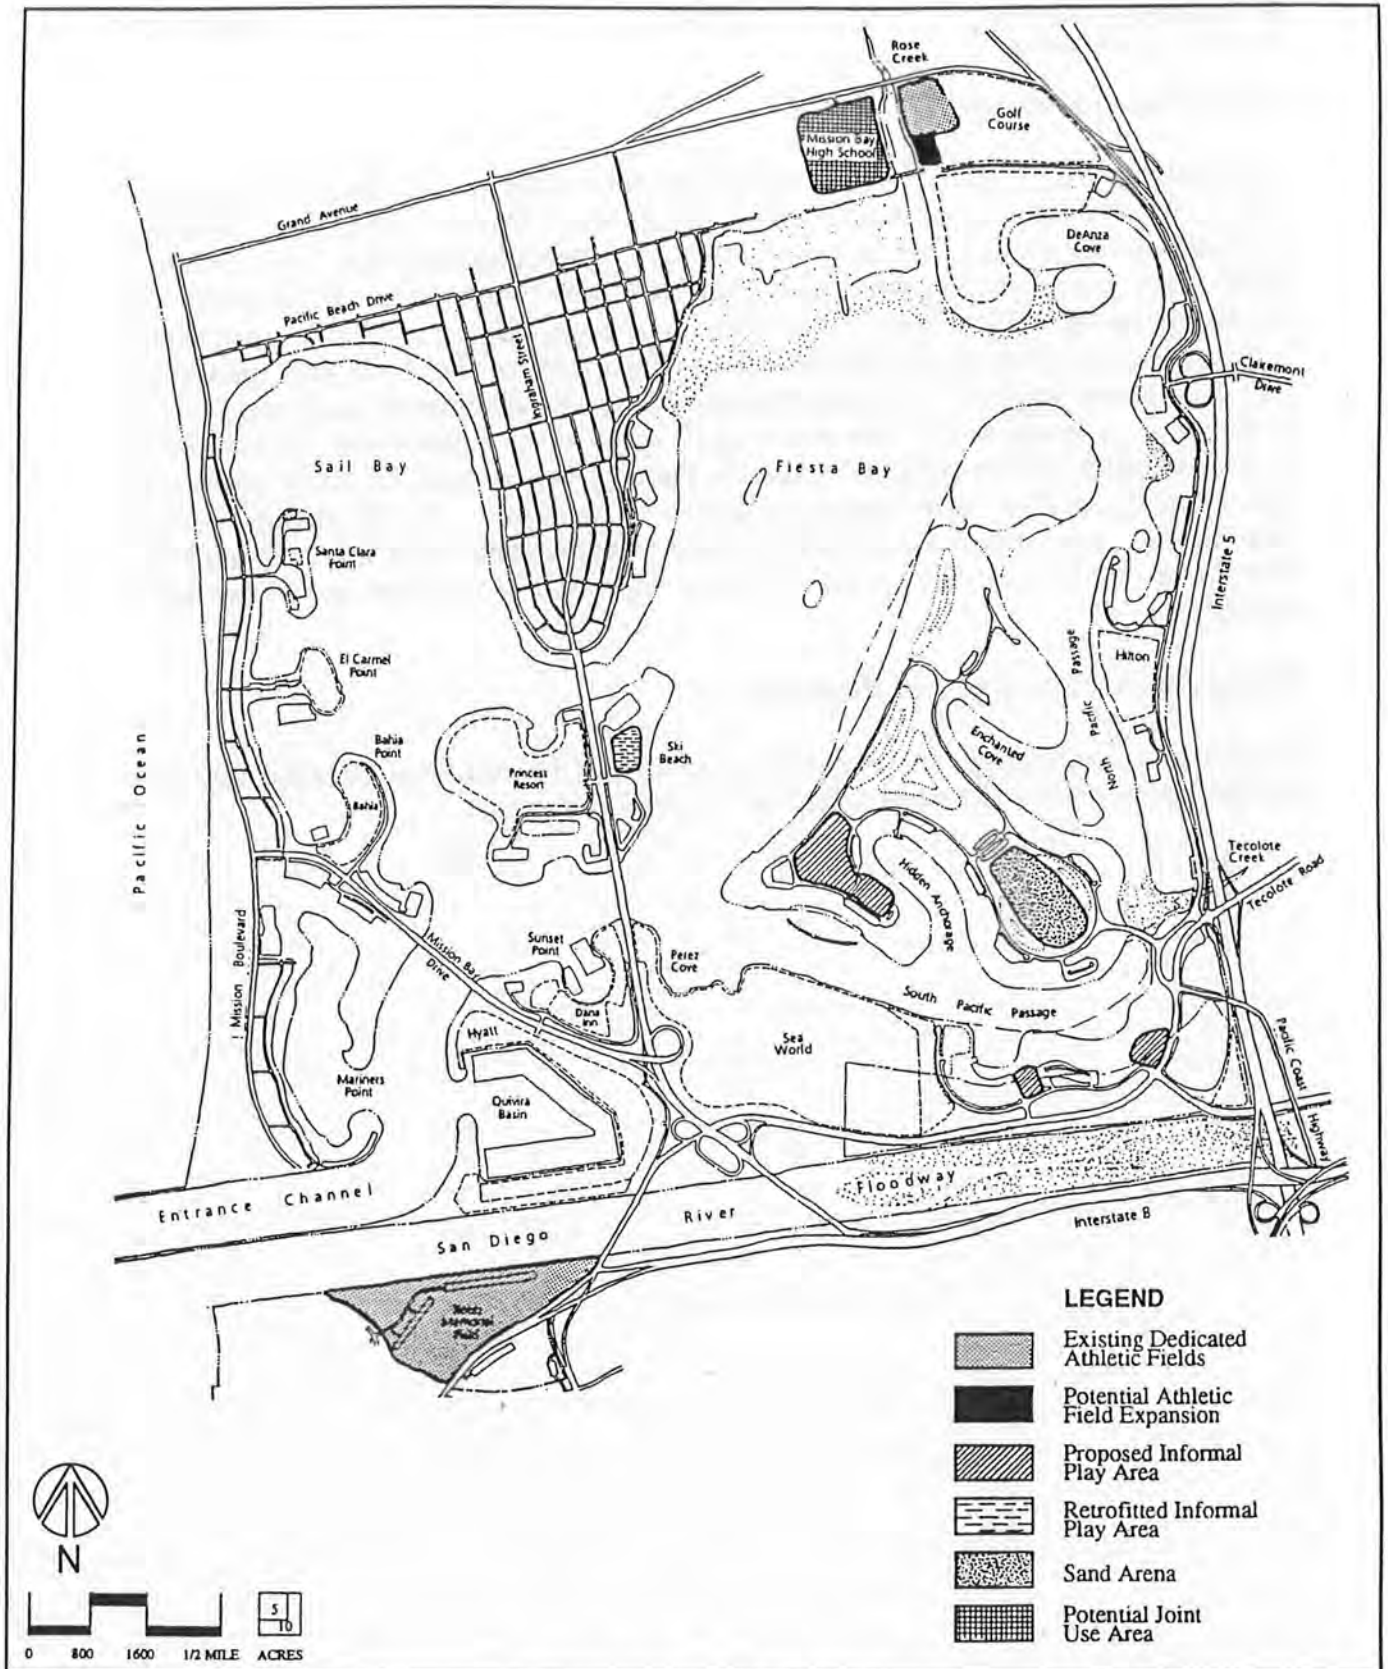 Rose
Creek
Golf
Course
Mission Bay
High School
Grand Avenue
DeAnza
Cove
Pacific Beach Drive
Ingraham Street
Clairemont
Drive
Sail Bay
Fiesta Bay
Santa Clara
Point
Interstate 5
El Carmel
Point
North Pacific Passage
Hilton
Pacific Ocean
Bahia
Point
Enchanted
Cove
Ski
Beach
Princess
Resort
Bahia
Tecolote
Creek
Tecolote Road
Hidden Anchorage
Mission Boulevard
Mission Bay
Drive
Sunset
Point
Perez
Cove
South Pacific Passage
Dana
Inn
Hyatt
Sea
World
Pacific Coast Highway
Mariners
Point
Quivira
Basin
Floodway
Entrance Channel
River
Interstate 8
San Diego
Memorial
Field
LEGEND
Existing Dedicated
Athletic Fields
Potential Athletic
Field Expansion
Proposed Informal
Play Area
Retrofitted Informal
Play Area
Sand Arena
Potential Joint
Use Area
N
5
10
0 800 1600 1/2 MILE ACRES